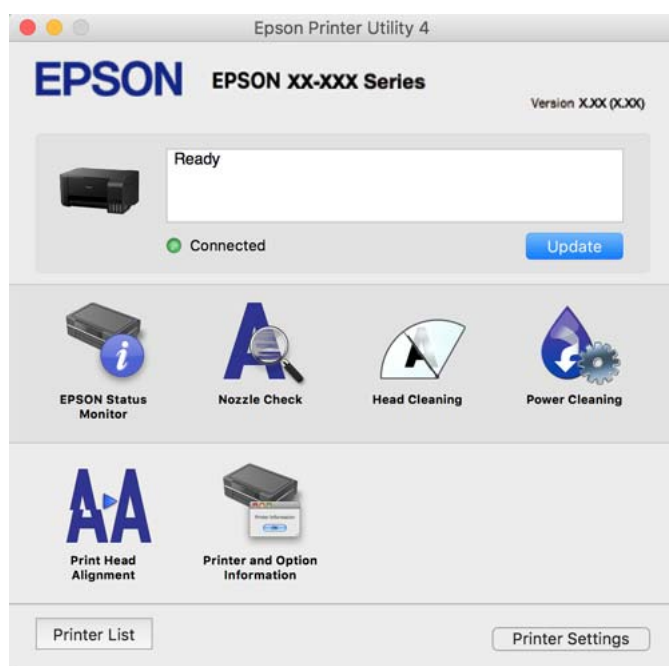 Epson Printer Utility 4
EPSON
EPSON XX-XXX Series
Version X.XX (X.XX)
Ready
Connected
Update
EPSON Status
Monitor
Nozzle Check
Head Cleaning
Power Cleaning
Print Head
Alignment
Printer and Option
Information
Printer List
Printer Settings